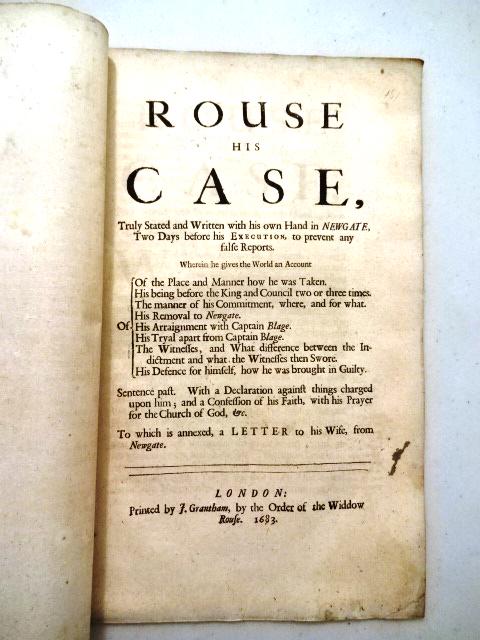 ROUSE
HIS
CASE,
Truly Stated and Written with his own Hand in NEWGATE,
Two Days before his EXECUTION, to prevent any
false Reports.
Wherein he gives the World an Account
Of the Place and Manner how he was Taken.
His being before the King and Council two or three times.
The manner of his Commitment, where, and for what.
His Removal to Newgate.
Of His Arraignment with Captain Blage.
His Tryal apart from Captain Blage.
The Witnesses, and What difference between the In-
dictment and what the Witnesses then Swore.
His Defence for himself, how he was brought in Guilty.
Sentence past. With a Declaration against things charged
upon him; and a Confession of his Faith, with his Prayer
for the Church of God, &c.
To which is annexed, a LETTER to his Wife, from
Newgate.
LONDON:
Printed by J. Grantham, by the Order of the Widdow
Rouse. 1683.